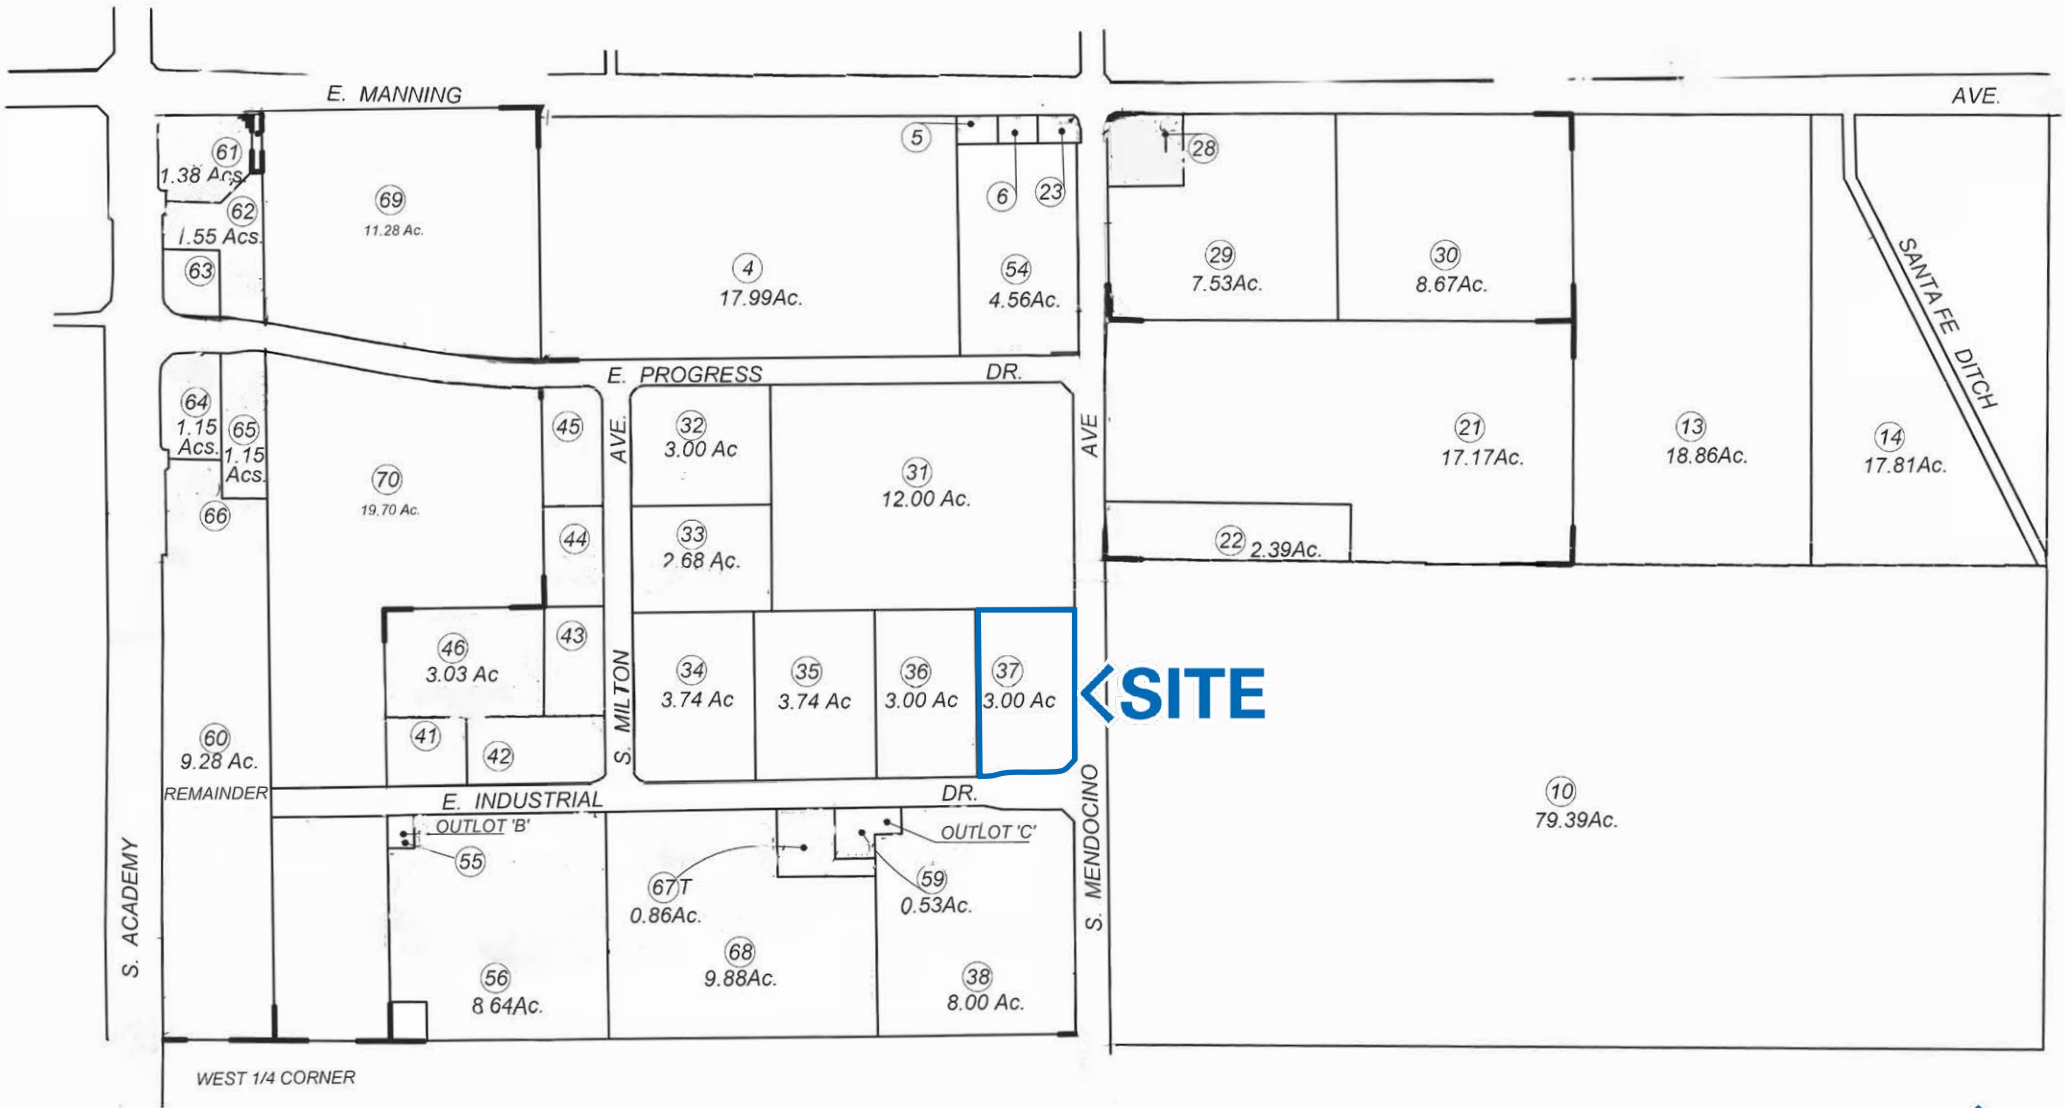 E. MANNING
AVE.
61
1.38 Acs.
62
1.55 Acs.
63
69
11.28 Ac.
4
17.99Ac.
5
6
23
54
4.56Ac.
28
29
7.53Ac.
30
8.67Ac.
SANTA FE DITCH
E. PROGRESS DR.
64
1.15
Acs.
65
1.15
Acs.
66
70
19.70 Ac.
45
44
43
S. MILTON AVE.
32
3.00 Ac
33
2.68 Ac.
31
12.00 Ac.
S. MENDOCINO AVE
21
17.17Ac.
22 2.39Ac.
13
18.86Ac.
14
17.81Ac.
46
3.03 Ac
41
42
34
3.74 Ac
35
3.74 Ac
36
3.00 Ac
37
3.00 Ac
SITE
60
9.28 Ac.
REMAINDER
E. INDUSTRIAL DR.
10
79.39Ac.
OUTLOT 'B'
55
OUTLOT 'C'
67T
0.86Ac.
59
0.53Ac.
S. ACADEMY
56
8 64Ac.
68
9.88Ac.
38
8.00 Ac.
WEST 1/4 CORNER